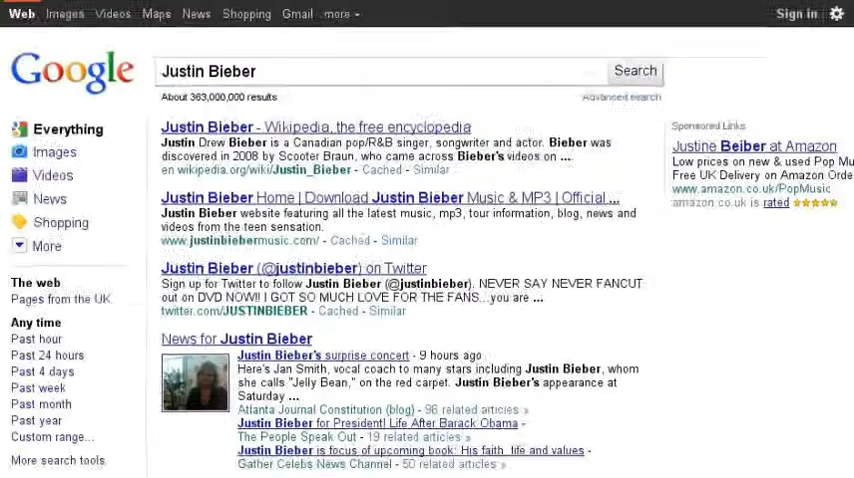 Web Images Videos Maps News Shopping Gmail more Sign in
Google
Justin Bieber Search
About 363,000,000 results Advanced search
Everything
Images
Videos
News
Shopping
More
The web
Pages from the UK
Any time
Past hour
Past 24 hours
Past 4 days
Past week
Past month
Past year
Custom range...
More search tools
Justin Bieber - Wikipedia, the free encyclopedia
Justin Drew Bieber is a Canadian pop/R&B singer, songwriter and actor. Bieber was
discovered in 2008 by Scooter Braun, who came across Bieber's videos on ...
en.wikipedia.org/wiki/Justin_Bieber - Cached - Similar
Justin Bieber Home | Download Justin Bieber Music & MP3 | Official ...
Justin Bieber website featuring all the latest music, mp3, tour information, blog, news and
videos from the teen sensation.
www.justinbiebermusic.com/ - Cached - Similar
Justin Bieber (@justinbieber) on Twitter
Sign up for Twitter to follow Justin Bieber (@justinbieber). NEVER SAY NEVER FANCUT
out on DVD NOW!! I GOT SO MUCH LOVE FOR THE FANS...you are ...
twitter.com/JUSTINBIEBER - Cached - Similar
News for Justin Bieber
Justin Bieber's surprise concert - 9 hours ago
Here's Jan Smith, vocal coach to many stars including Justin Bieber, whom
she calls "Jelly Bean," on the red carpet. Justin Bieber's appearance at
Saturday ...
Atlanta Journal Constitution (blog) - 96 related articles »
Justin Bieber for President! Life After Barack Obama -
The People Speak Out - 19 related articles »
Justin Bieber is focus of upcoming book: His faith, life and values -
Gather Celebs News Channel - 50 related articles »
Sponsored Links
Justine Beiber at Amazon
Low prices on new & used Pop Mu
Free UK Delivery on Amazon Orde
www.amazon.co.uk/PopMusic
amazon.co.uk is rated